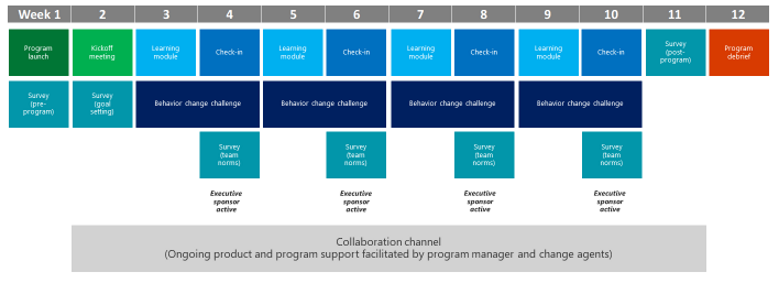 Week 1 2 3 4 5 6 7 8 9 10 11 12
Program
launch
Kickoff
meeting
Learning
module
Check-in
Learning
module
Check-in
Learning
module
Check-in
Learning
module
Check-in
Survey
(post-
program)
Program
debrief
Survey
(pre-
program)
Survey
(goal
setting)
Behavior change challenge
Behavior change challenge
Behavior change challenge
Behavior change challenge
Survey
(team
norms)
Survey
(team
norms)
Survey
(team
norms)
Survey
(team
norms)
Executive
sponsor
active
Executive
sponsor
active
Executive
sponsor
active
Executive
sponsor
active
Collaboration channel
(Ongoing product and program support facilitated by program manager and change agents)